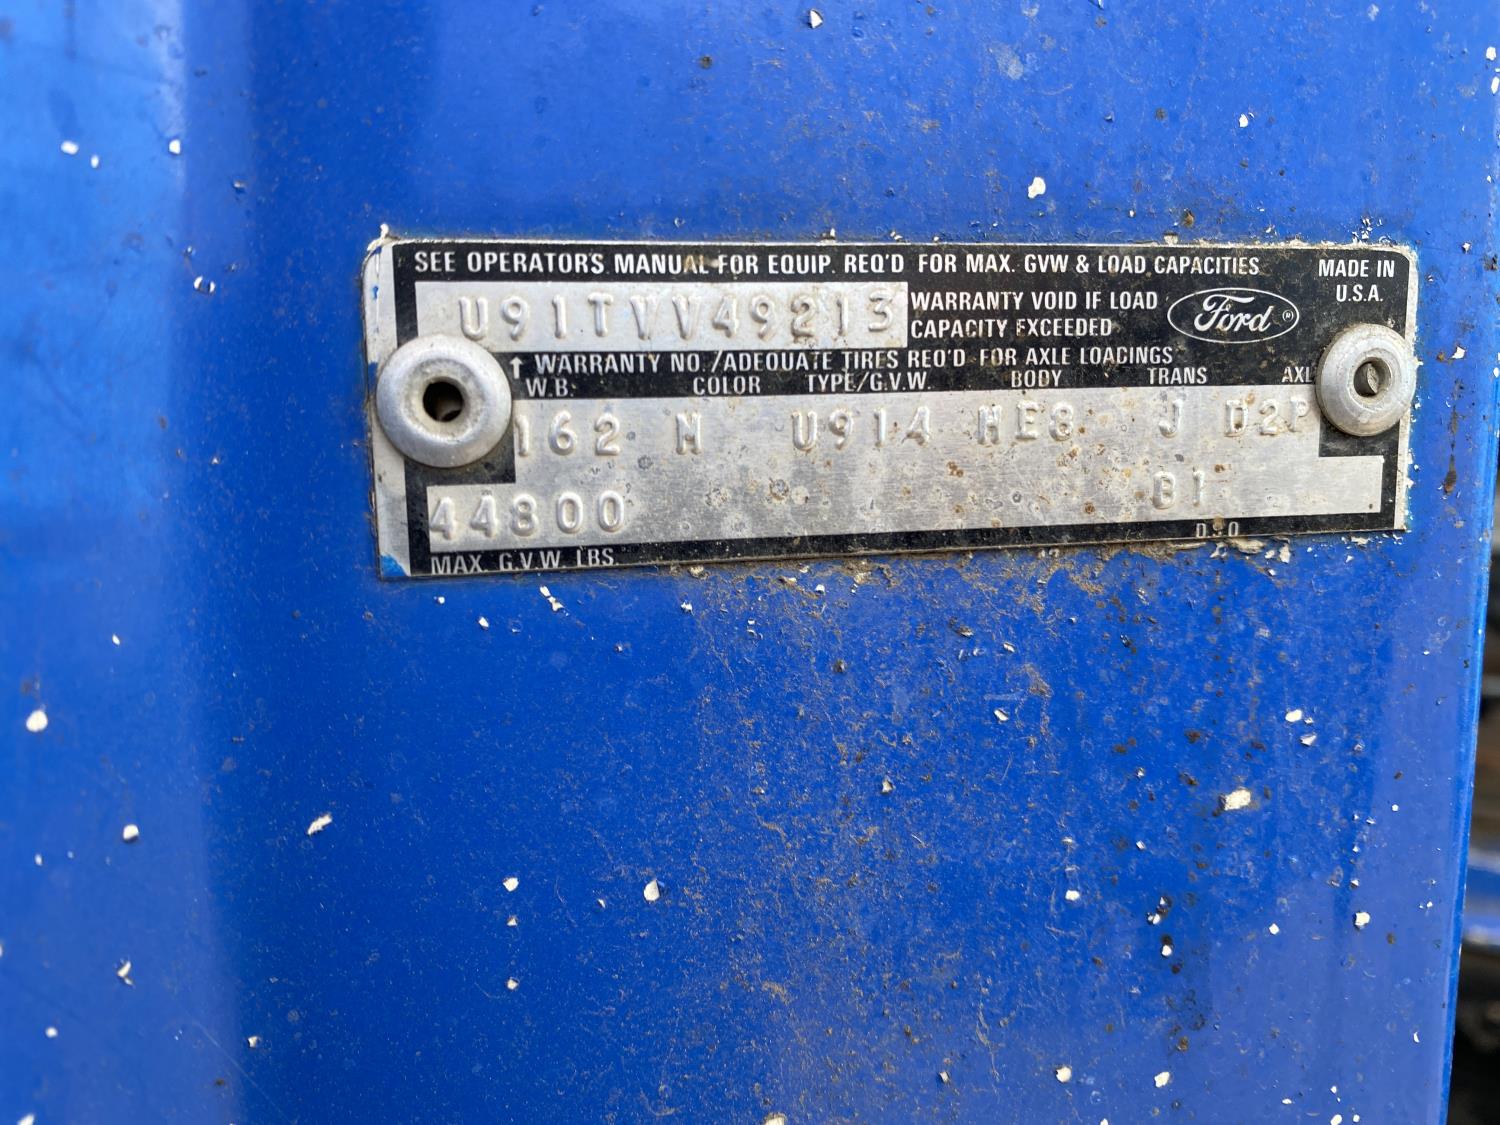 SEE OPERATORS MANUAL FOR EQUIP. REQ'D FOR MAX. GVW & LOAD CAPACITIES
MADE IN
U.S.A.
U91TVV49213
WARRANTY VOID IF LOAD
CAPACITY EXCEEDED
Ford
↑ WARRANTY NO./ADEQUATE TIRES REQ'D FOR AXLE LOADINGS
W.B. COLOR TYPE/G.V.W. BODY TRANS AXL
162 M U914 HE8 J D2P
44800 B1
MAX. G.V.W. LBS. D.S.O